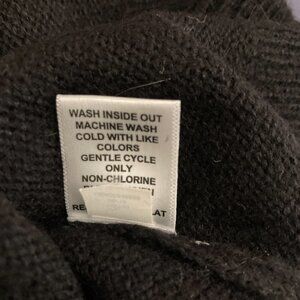 WASH INSIDE OUT
MACHINE WASH
COLD WITH LIKE
COLORS
GENTLE CYCLE
ONLY
NON-CHLORINE